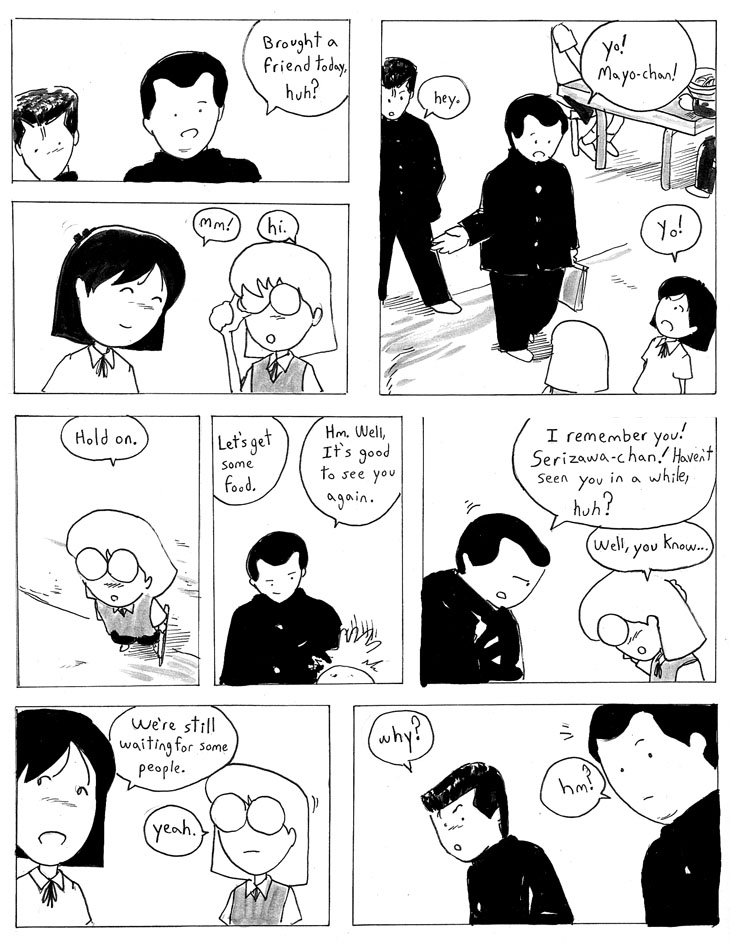 yo!
Mayo-chan!
hey.
yo!
Brought a
friend today,
huh?
hi.
mm!
I remember you!
Serizawa-chan! Haven't
seen you in a while,
huh?
Well, you know...
Hm. Well,
It's good
to see you
again.
Let's get
some
food.
Hold on.
hm?
why?
We're still
waiting for some
people.
yeah.